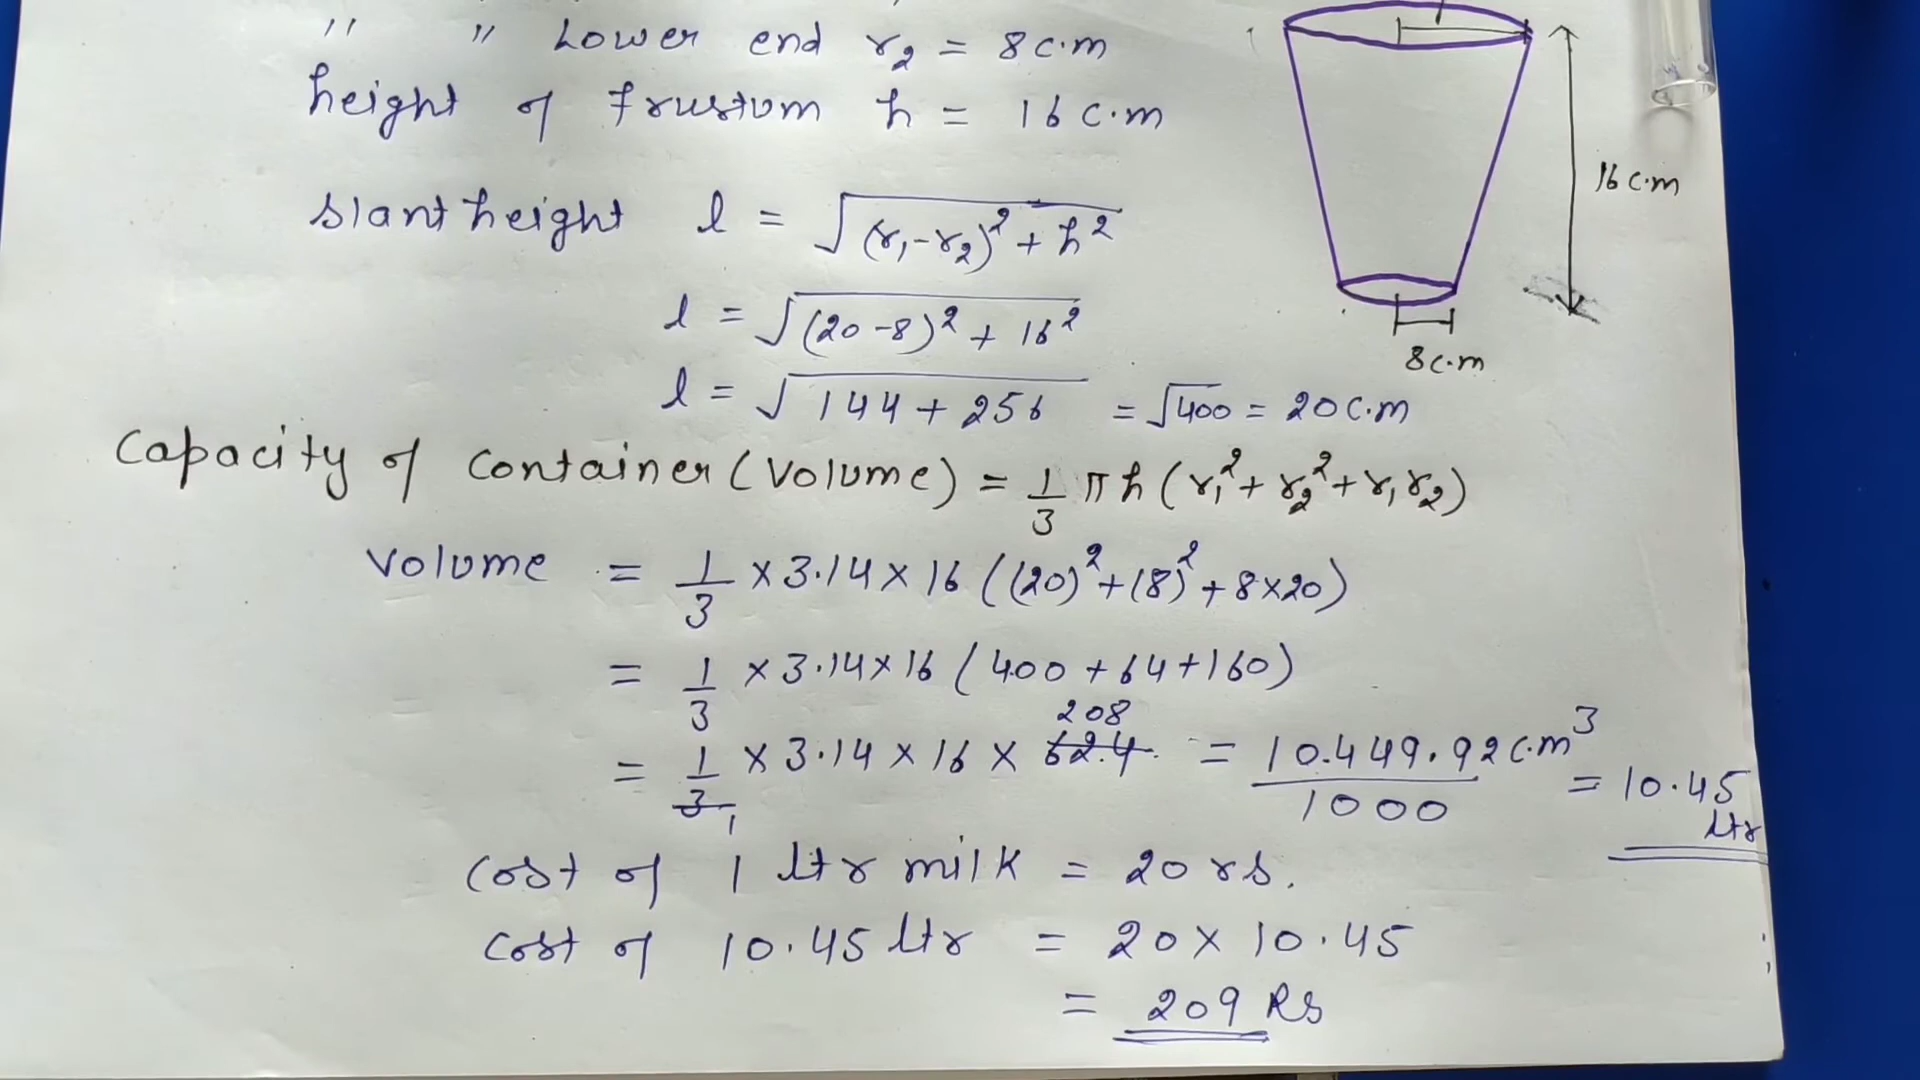 " " Lower end r₂ = 8 c.m
height of frustum h = 16 c.m
16 c.m
slant height l = √(r₁-r₂)² + h²
l = √(20-8)² + 16²
8 c.m
l = √144 + 256 = √400 = 20 c.m
Capacity of Container (Volume) = 1/3 πh (r₁² + r₂² + r₁r₂)
Volume = 1/3 × 3.14 × 16 ((20)² + (8)² + 8×20)
= 1/3 × 3.14 × 16 (400 + 64 + 160)
208
= 1/3 × 3.14 × 16 × 624 = 10.449.92 c.m³/1000 = 10.45 ltr
1
Cost of 1 ltr milk = 20 rs.
Cost of 10.45 ltr = 20 × 10.45
= 209 Rs